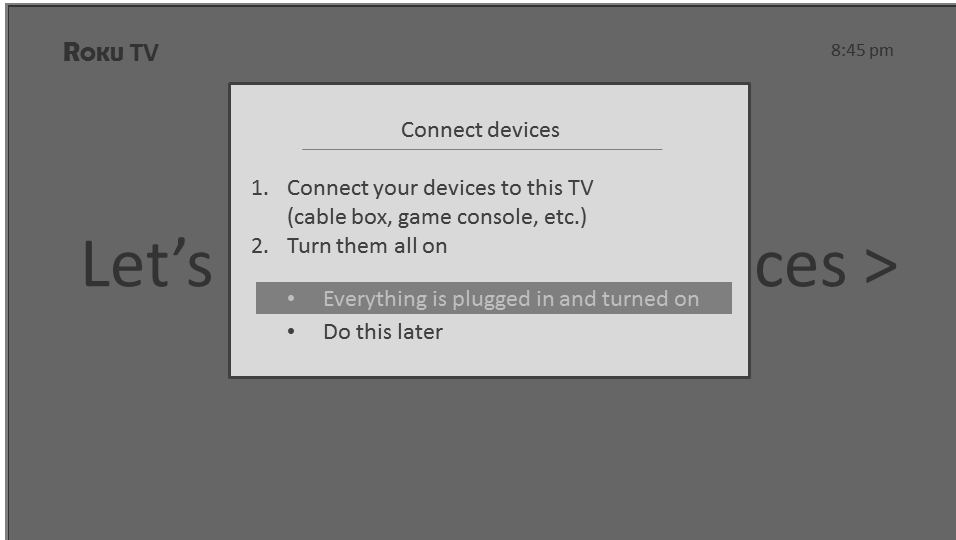 Roku TV
8:45 pm
Connect devices
1. Connect your devices to this TV
(cable box, game console, etc.)
2. Turn them all on
Let's
ces >
• Everything is plugged in and turned on
• Do this later